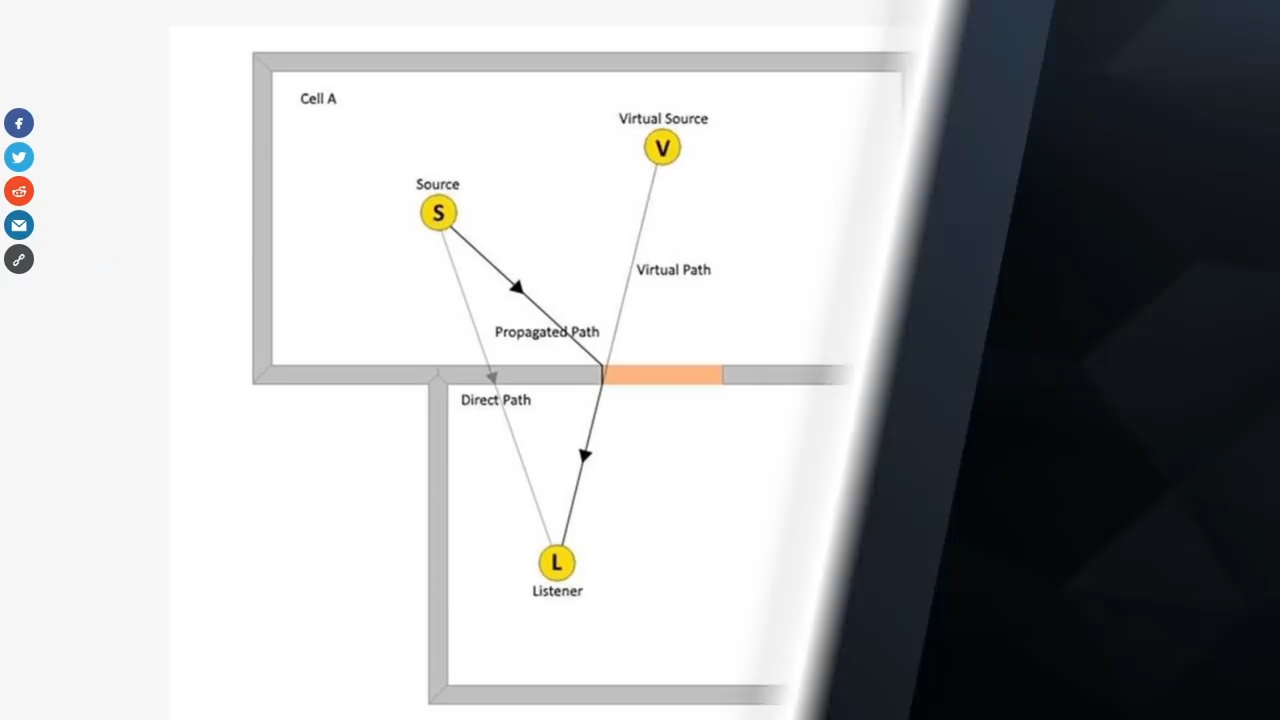 Cell A
Virtual Source
V
Source
S
Virtual Path
Propagated Path
Direct Path
L
Listener